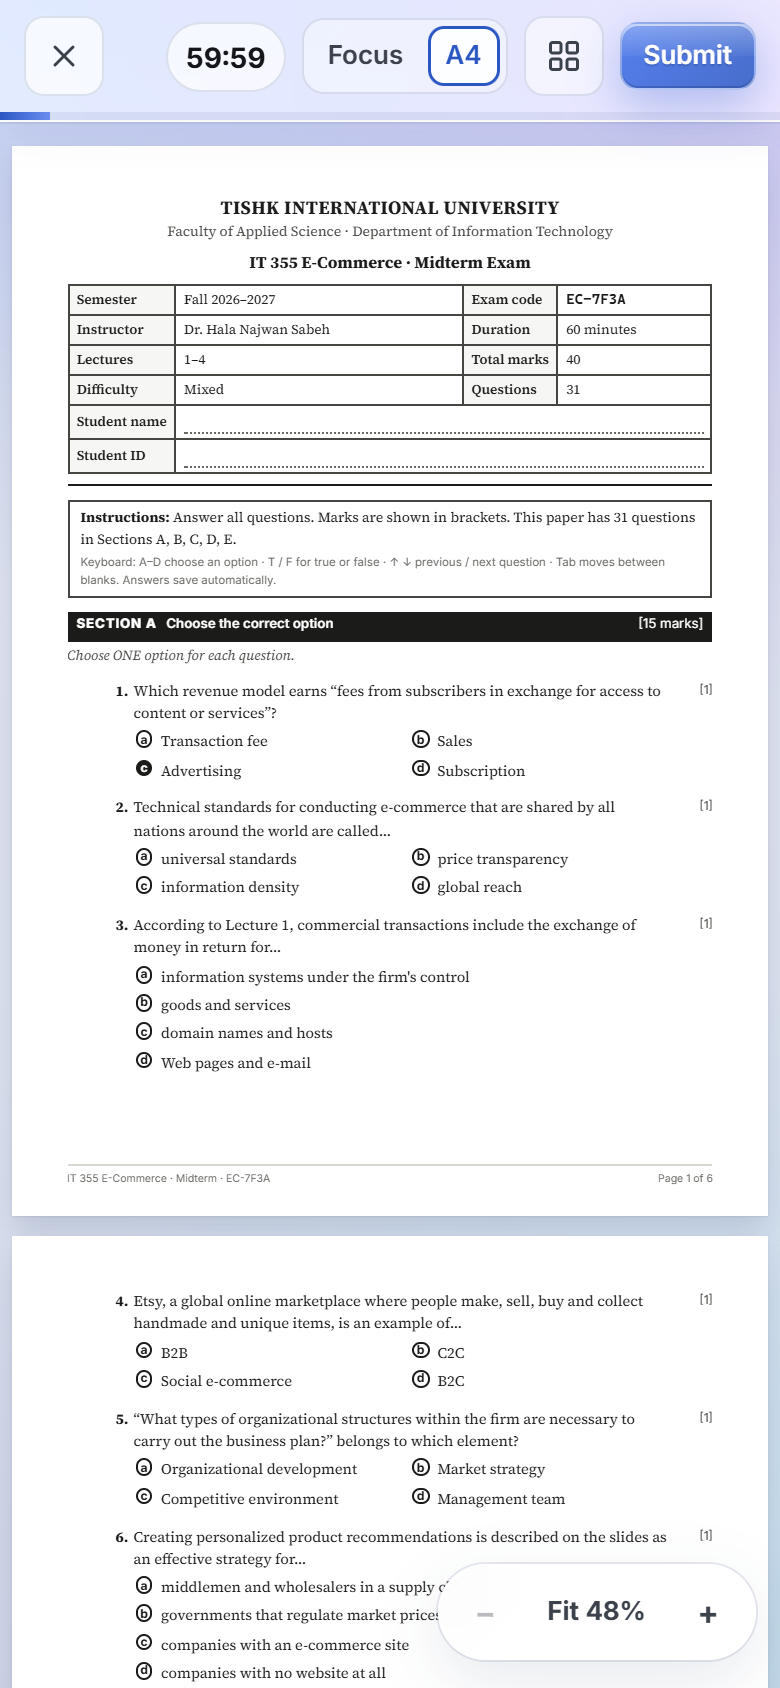 59:59
Focus
A4
Submit
TISHK INTERNATIONAL UNIVERSITY
Faculty of Applied Science · Department of Information Technology
IT 355 E-Commerce · Midterm Exam
Semester Fall 2026–2027 Exam code EC-7F3A
Instructor Dr. Hala Najwan Sabeh Duration 60 minutes
Lectures 1–4 Total marks 40
Difficulty Mixed Questions 31
Student name
Student ID
Instructions: Answer all questions. Marks are shown in brackets. This paper has 31 questions
in Sections A, B, C, D, E.
Keyboard: A–D choose an option · T / F for true or false · ↑ ↓ previous / next question · Tab moves between
blanks. Answers save automatically.
SECTION A Choose the correct option [15 marks]
Choose ONE option for each question.
1. Which revenue model earns “fees from subscribers in exchange for access to [1]
content or services”?
a Transaction fee b Sales
c Advertising d Subscription
2. Technical standards for conducting e-commerce that are shared by all [1]
nations around the world are called...
a universal standards b price transparency
c information density d global reach
3. According to Lecture 1, commercial transactions include the exchange of [1]
money in return for...
a information systems under the firm's control
b goods and services
c domain names and hosts
d Web pages and e-mail
IT 355 E-Commerce · Midterm · EC-7F3A Page 1 of 6
4. Etsy, a global online marketplace where people make, sell, buy and collect [1]
handmade and unique items, is an example of...
a B2B b C2C
c Social e-commerce d B2C
5. “What types of organizational structures within the firm are necessary to [1]
carry out the business plan?” belongs to which element?
a Organizational development b Market strategy
c Competitive environment d Management team
6. Creating personalized product recommendations is described on the slides as [1]
an effective strategy for...
a middlemen and wholesalers in a supply
b governments that regulate market prices
c companies with an e-commerce site
d companies with no website at all
− Fit 48% +